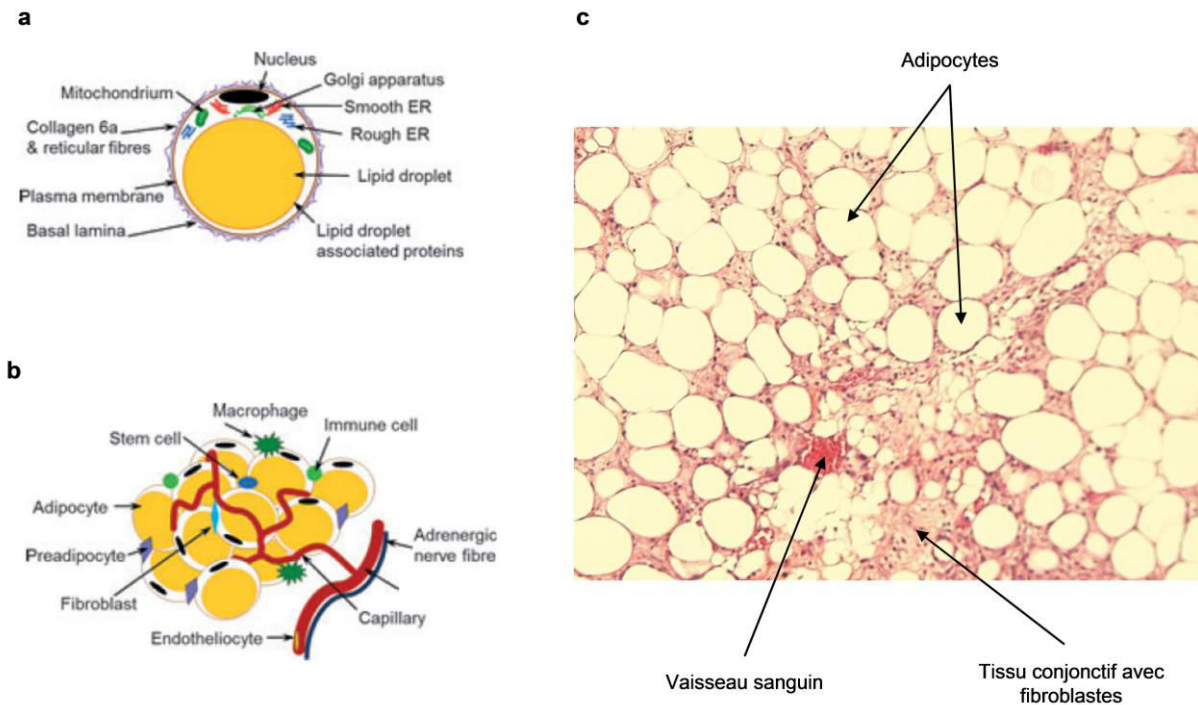 a
Nucleus
Golgi apparatus
Mitochondrium
Smooth ER
Collagen 6a
& reticular fibres
Rough ER
Lipid droplet
Plasma membrane
Basal lamina
Lipid droplet
associated proteins
b
Macrophage
Immune cell
Stem cell
Adipocyte
Adrenergic
nerve fibre
Preadipocyte
Fibroblast
Capillary
Endotheliocyte
c
Adipocytes
Vaisseau sanguin
Tissu conjonctif avec
fibroblastes